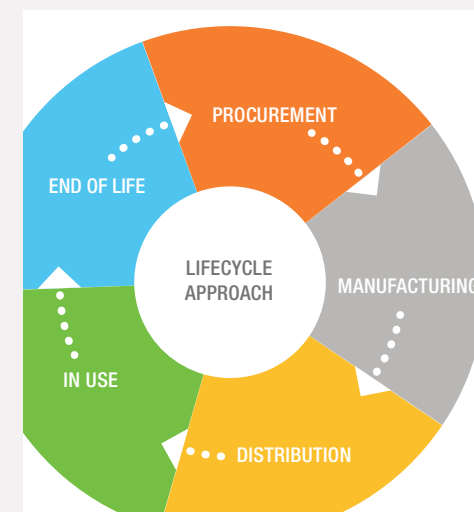 PROCUREMENT
END OF LIFE
LIFECYCLE
APPROACH
MANUFACTURING
IN USE
DISTRIBUTION